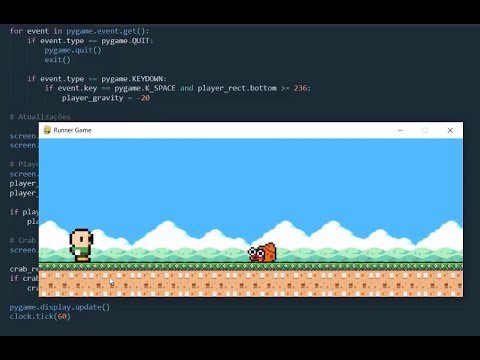 for event in pygame.event.get():
if event.type == pygame.QUIT:
pygame.quit()
exit()
if event.type == pygame.KEYDOWN:
if event.key == pygame.K_SPACE and player_rect.bottom >= 236:
player_gravity = -20
# Atualizações
screen.
screen.
Runner Game
# Playe
screen.
player_
player_
if play
pl
# Crab
screen.
crab_re
if crab
cra
pygame.display.update()
clock.tick(60)